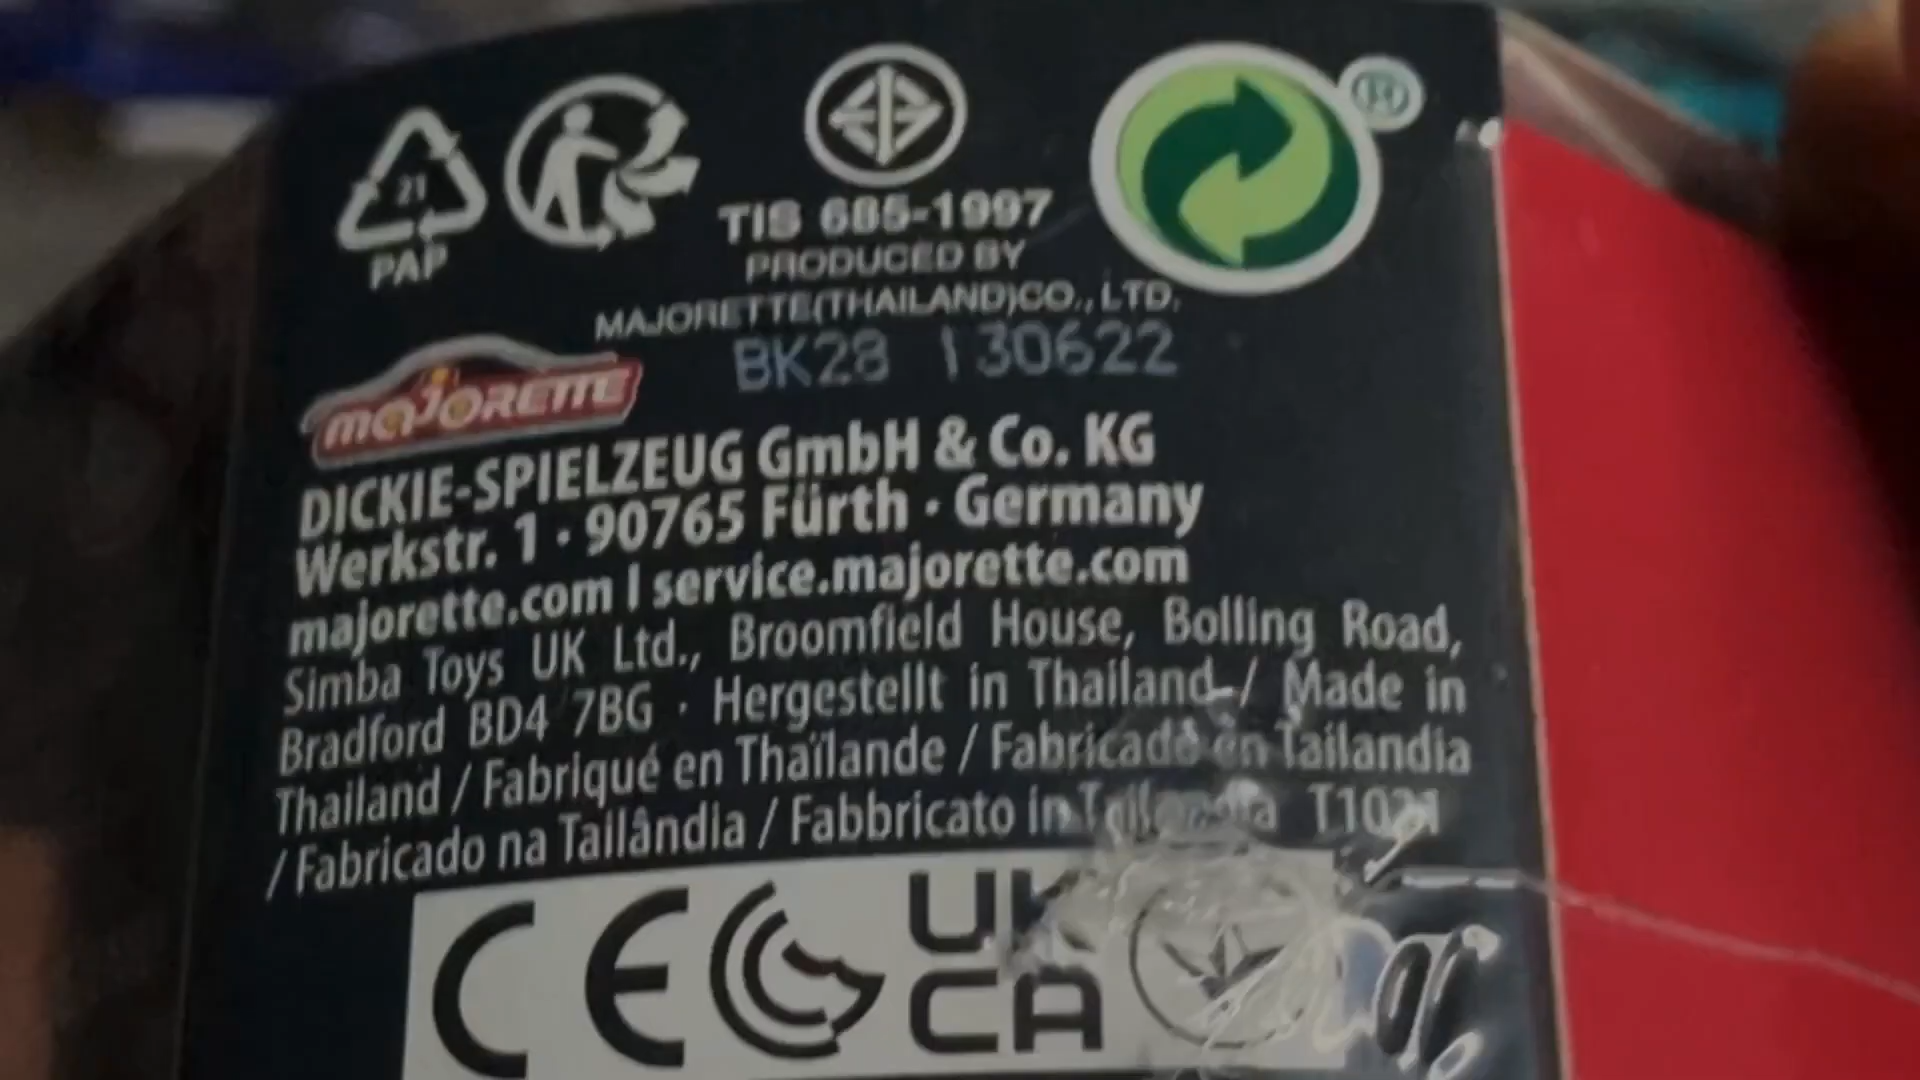 21
PAP
TIS 685-1997
PRODUCED BY
MAJORETTE(THAILAND)CO., LTD.
BK28 130622
MAJORETTE
DICKIE-SPIELZEUG GmbH & Co. KG
Werkstr. 1 · 90765 Fürth · Germany
majorette.com | service.majorette.com
Simba Toys UK Ltd., Broomfield House, Bolling Road,
Bradford BD4 7BG · Hergestellt in Thailand / Made in
Thailand / Fabriqué en Thaïlande / Fabricado en Tailandia
/ Fabricado na Tailândia / Fabbricato in Tailandia
CE
UK
CA